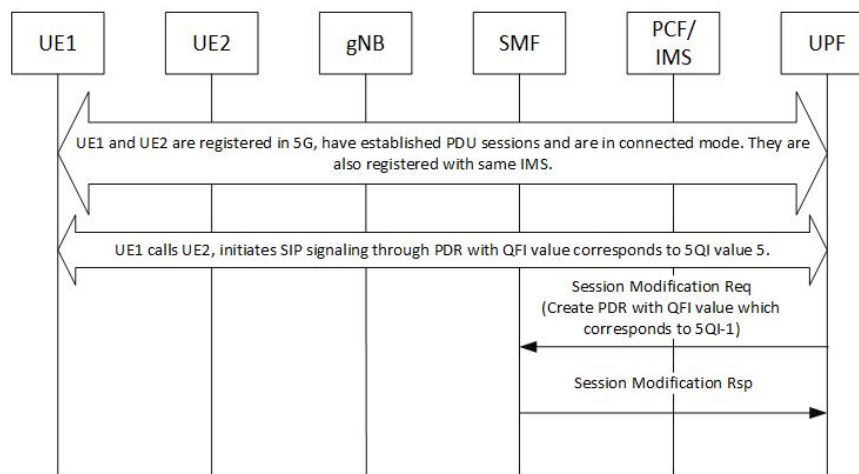 UE1
UE2
gNB
SMF
PCF/
IMS
UPF
UE1 and UE2 are registered in 5G, have established PDU sessions and are in connected mode. They are
also registered with same IMS.
UE1 calls UE2, initiates SIP signaling through PDR with QFI value corresponds to 5QI value 5.
Session Modification Req
(Create PDR with QFI value which
corresponds to 5QI-1)
Session Modification Rsp